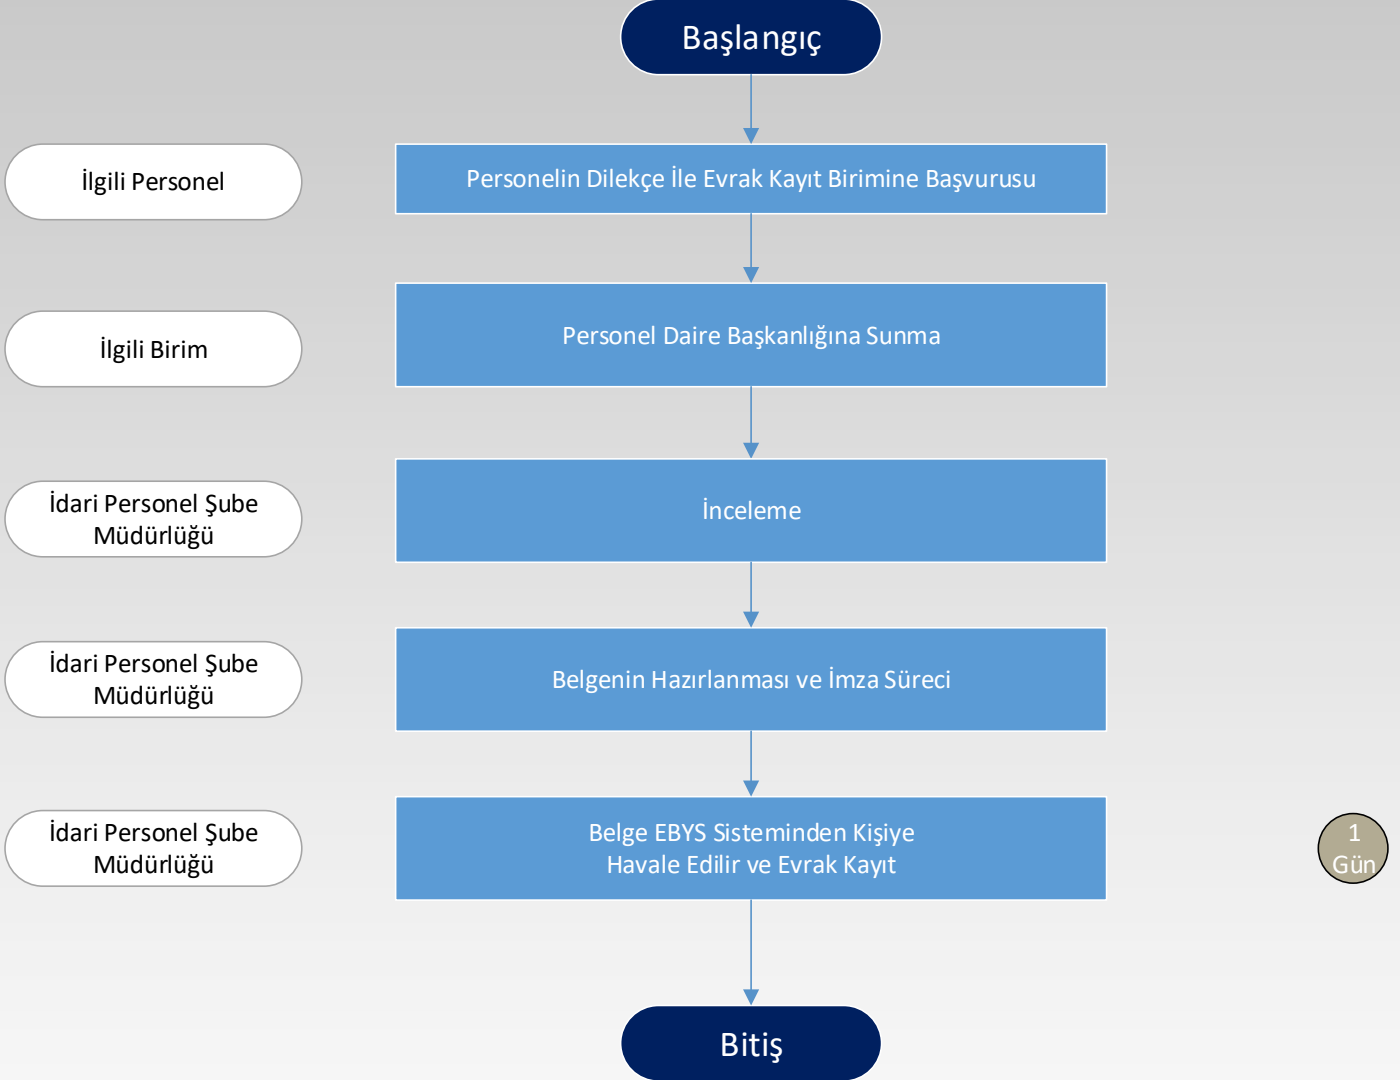 Başlangıç
İlgili Personel
Personelin Dilekçe İle Evrak Kayıt Birimine Başvurusu
İlgili Birim
Personel Daire Başkanlığına Sunma
İdari Personel Şube
Müdürlüğü
İnceleme
İdari Personel Şube
Müdürlüğü
Belgenin Hazırlanması ve İmza Süreci
İdari Personel Şube
Müdürlüğü
Belge EBYS Sisteminden Kişiye
Havale Edilir ve Evrak Kayıt
1
Gün
Bitiş